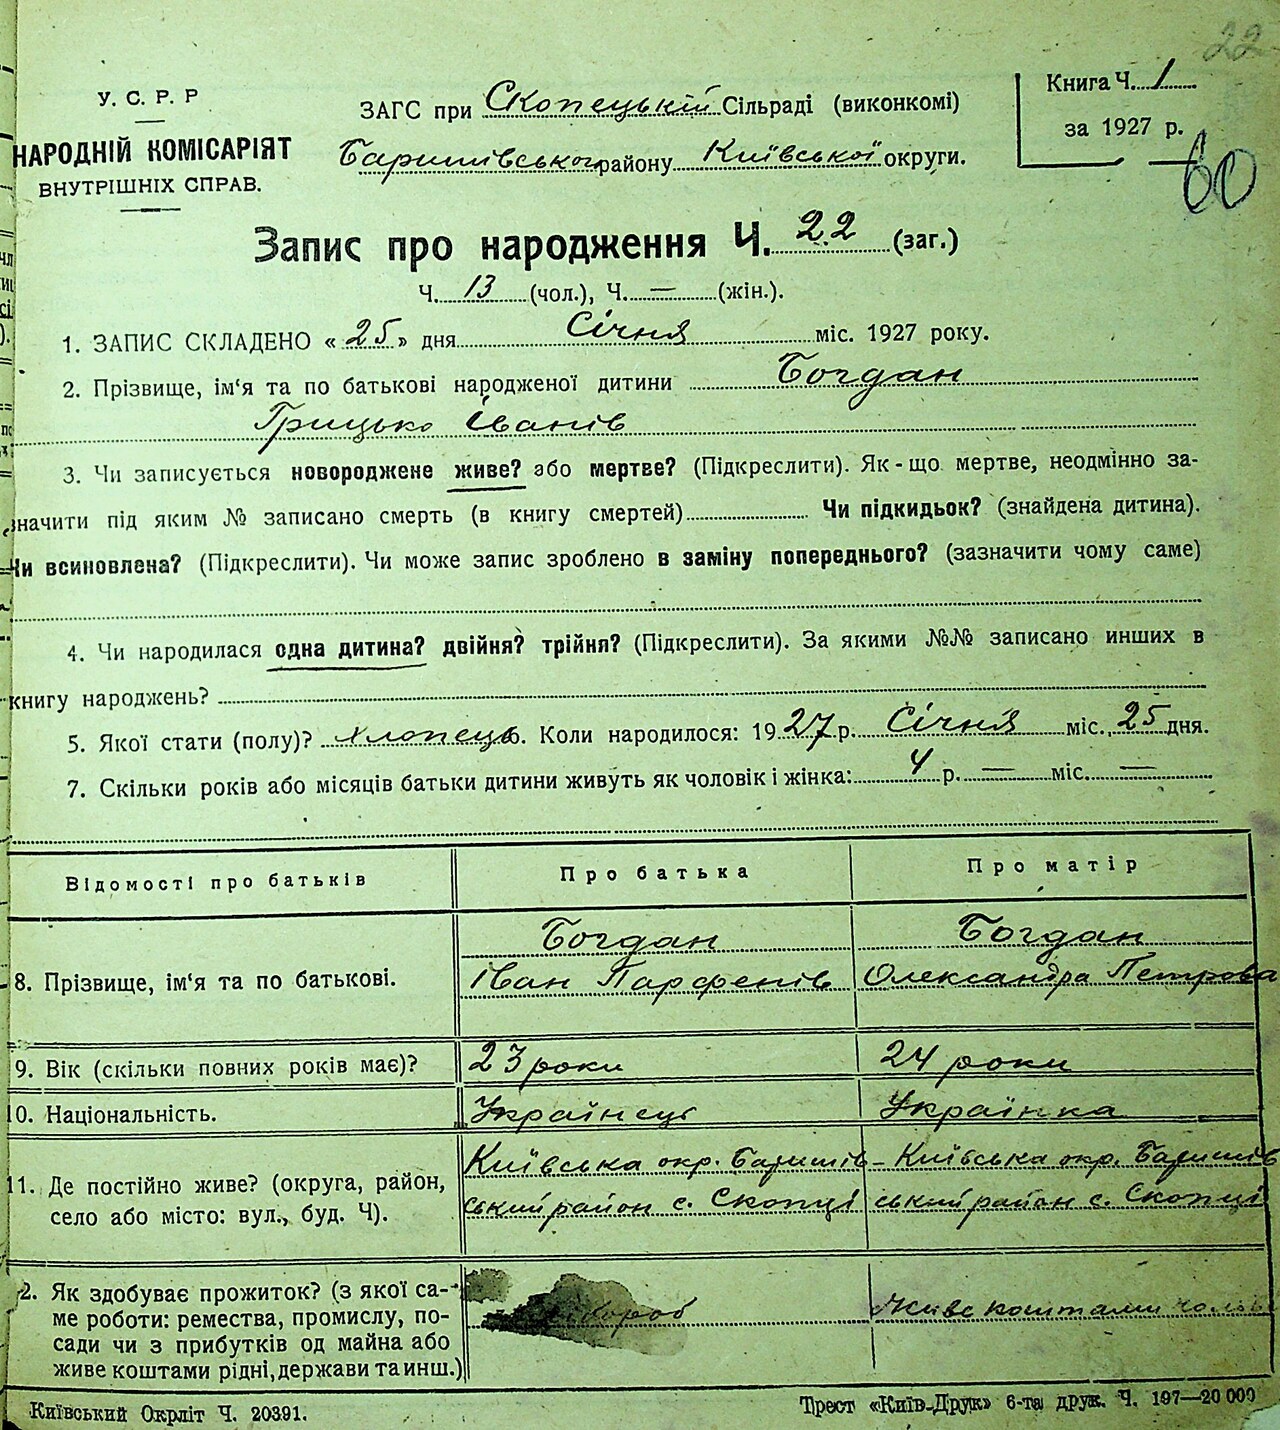 22
У. С. Р. Р
НАРОДНІЙ КОМІСАРІЯТ
ВНУТРІШНІХ СПРАВ.
ЗАГС при Скопецькій Сільраді (виконкомі)
Баришівського району Київської округи.
Книга Ч. 1
за 1927 р.
60
Запис про народження Ч. 22 (заг.)
Ч. 13 (чол.), Ч. — (жін.).
1. ЗАПИС СКЛАДЕНО « 25 » дня Січня міс. 1927 року.
2. Прізвище, ім'я та по батькові народженої дитини Богдан
Грицько Іванів
3. Чи записується новороджене живе? або мертве? (Підкреслити). Як-що мертве, неодмінно за-
значити під яким № записано смерть (в книгу смертей) Чи підкидьок? (знайдена дитина).
Чи всиновлена? (Підкреслити). Чи може запис зроблено в заміну попереднього? (зазначити чому саме)
4. Чи народилася одна дитина? двійня? трійня? (Підкреслити). За якими №№ записано инших в
книгу народжень?
5. Якої стати (полу)? хлопець 6. Коли народилося: 1927 р. Січня міс. 25 дня.
7. Скільки років або місяців батьки дитини живуть як чоловік і жінка: 4 р. — міс. —
Відомості про батьків Про батька Про матір
8. Прізвище, ім'я та по батькові. Богдан Богдан
Іван Парфенів Олександра Петрова
9. Вік (скільки повних років має)? 23 роки 24 роки
10. Національність. Українець Українка
11. Де постійно живе? (округа, район, Київська окр. Баришів- Київська окр. Баришів
село або місто: вул., буд. Ч). ський район с. Скопці ський район с. Скопці
12. Як здобуває прожиток? (з якої са-
ме роботи: ремества, промислу, по- Живе коштами
сади чи з прибутків од майна або
живе коштами рідні, держави та инш.)
Київський Окрліт Ч. 20391.
Трест «Київ-Друк» 6-та друк. Ч. 197—20 000